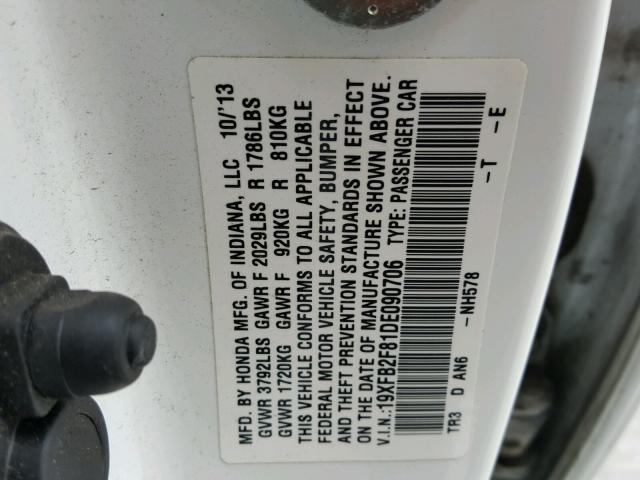 MFD. BY HONDA MFG. OF INDIANA, LLC 10/'13
GVWR 3792LBS GAWR F 2029LBS R 1786LBS
GVWR 1720KG GAWR F 920KG R 810KG
THIS VEHICLE CONFORMS TO ALL APPLICABLE
FEDERAL MOTOR VEHICLE SAFETY, BUMPER,
AND THEFT PREVENTION STANDARDS IN EFFECT
ON THE DATE OF MANUFACTURE SHOWN ABOVE.
V.I.N.:19XFB2F81DE090706 TYPE: PASSENGER CAR
TR3 D AN6 -NH578 -T -E